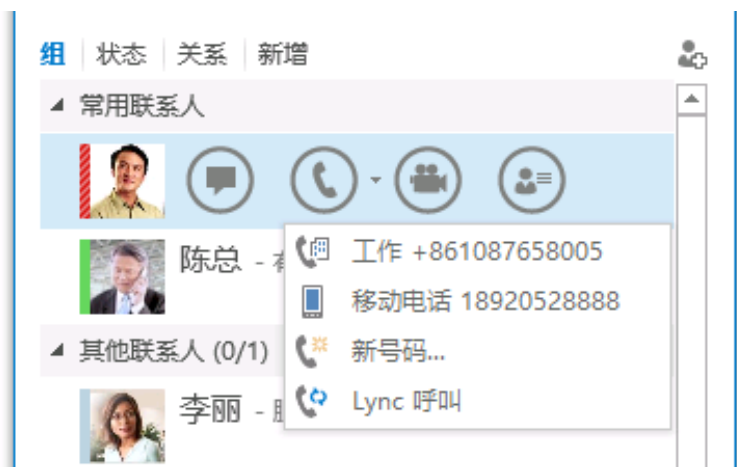 组 状态 关系 新增
常用联系人
陈总 -
工作 +861087658005
移动电话 18920528888
其他联系人 (0/1)
新号码...
李丽 -
Lync 呼叫